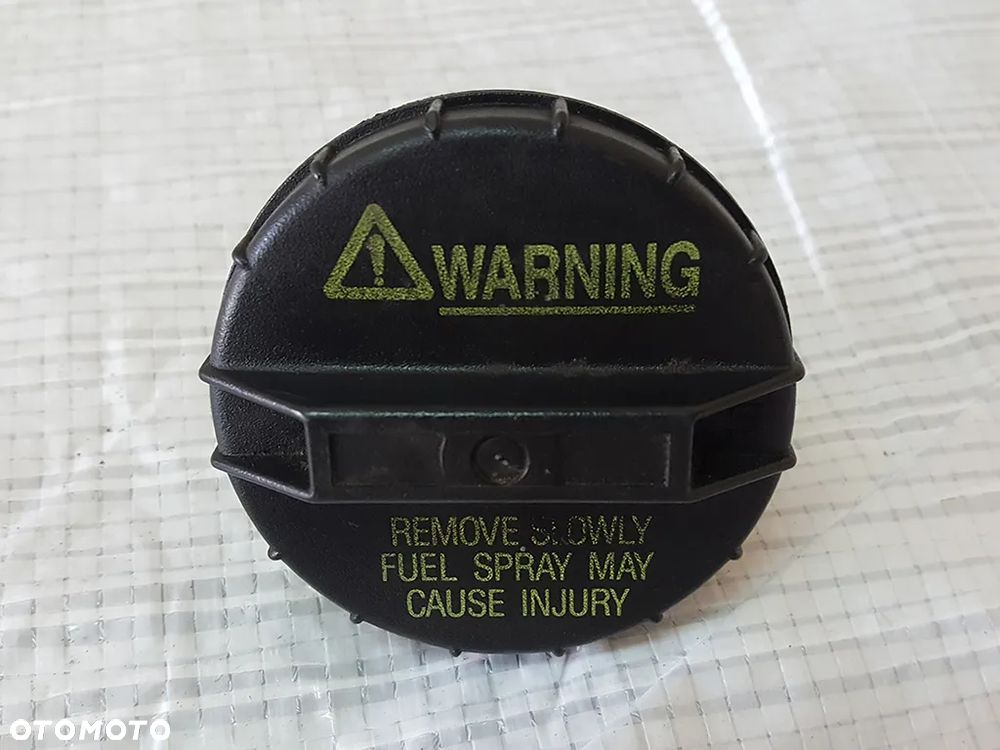 WARNING
REMOVE SLOWLY
FUEL SPRAY MAY
CAUSE INJURY
OTOMOTO